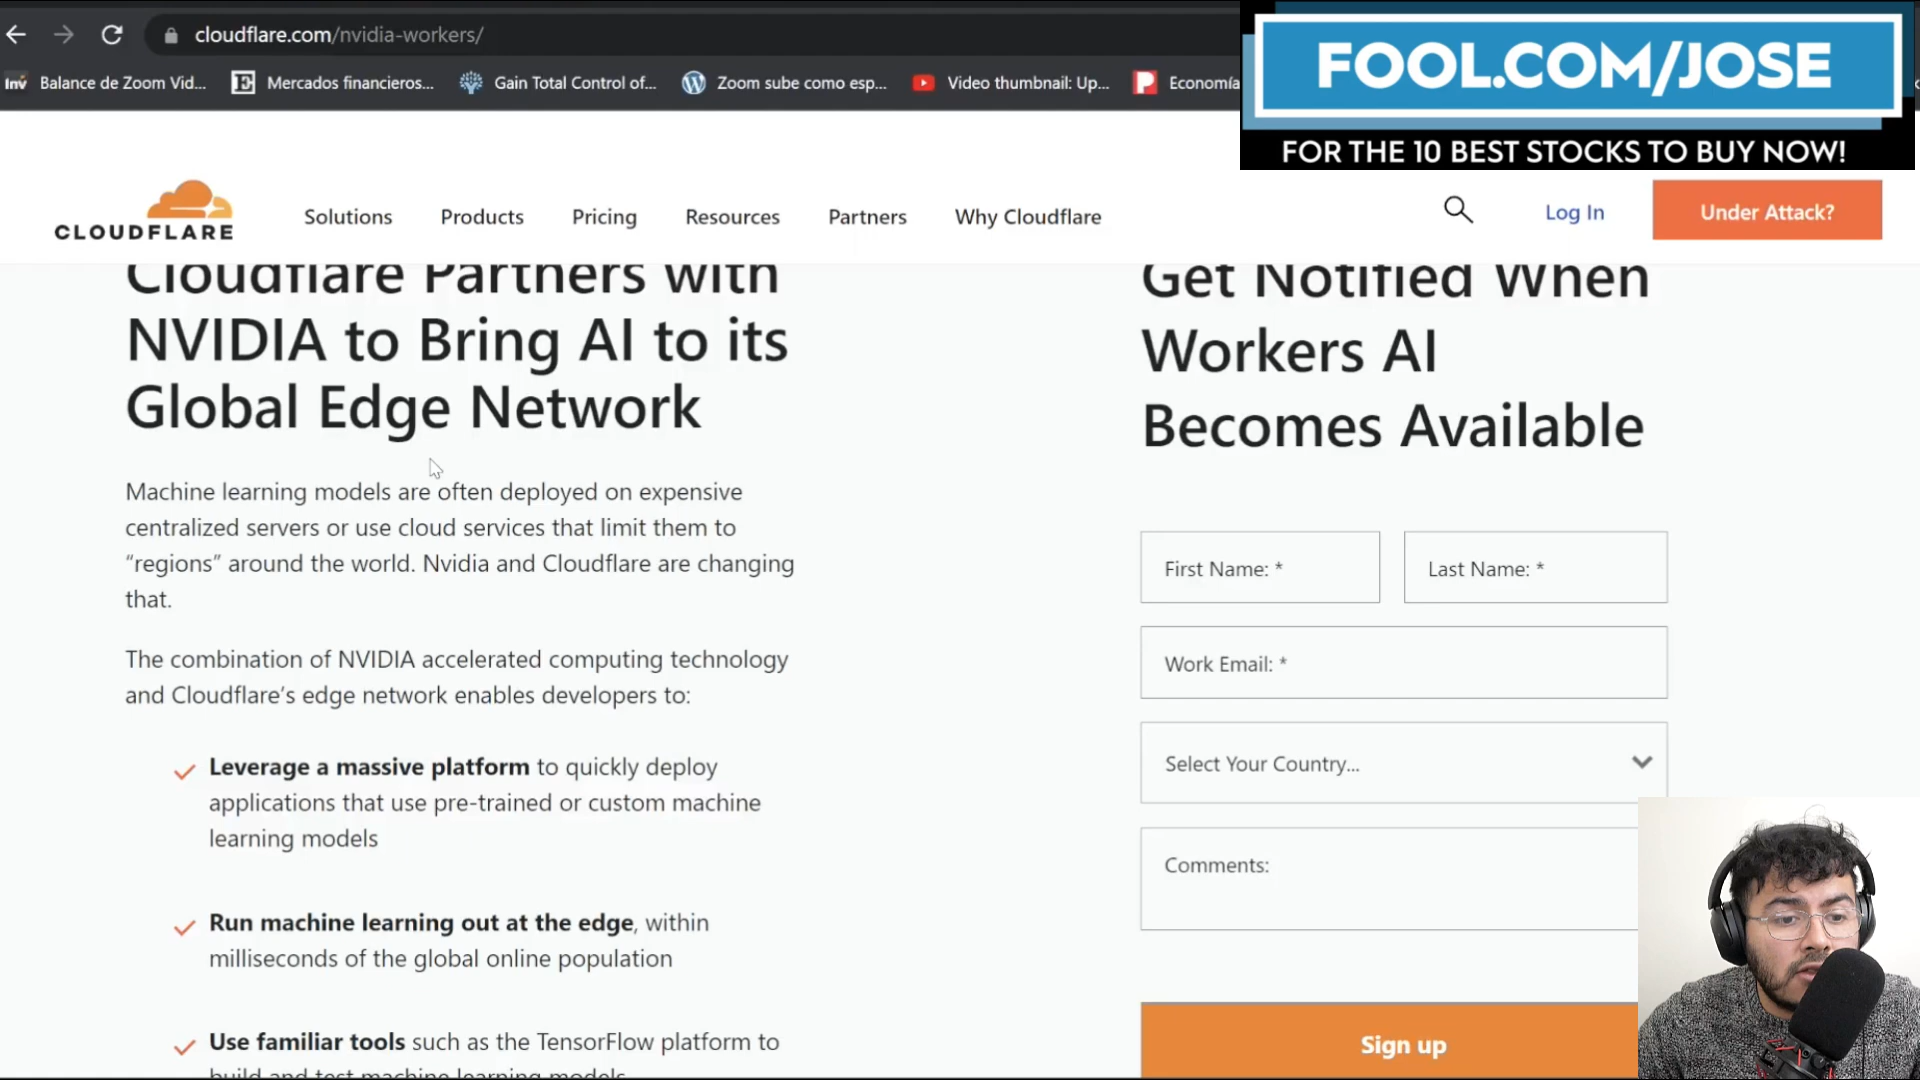 cloudflare.com/nvidia-workers/
FOOL.COM/JOSE
FOR THE 10 BEST STOCKS TO BUY NOW!
Inv Balance de Zoom Vid... E Mercados financieros... Gain Total Control of... Zoom sube como esp... Video thumbnail: Up... Economía
CLOUDFLARE
Solutions Products Pricing Resources Partners Why Cloudflare
Log In
Under Attack?
Cloudflare Partners with
NVIDIA to Bring AI to its
Global Edge Network
Machine learning models are often deployed on expensive
centralized servers or use cloud services that limit them to
“regions” around the world. Nvidia and Cloudflare are changing
that.
The combination of NVIDIA accelerated computing technology
and Cloudflare’s edge network enables developers to:
Leverage a massive platform to quickly deploy
applications that use pre-trained or custom machine
learning models
Run machine learning out at the edge, within
milliseconds of the global online population
Use familiar tools such as the TensorFlow platform to
build and test machine learning models
Get Notified When
Workers AI
Becomes Available
First Name: * Last Name: *
Work Email: *
Select Your Country...
Comments:
Sign up